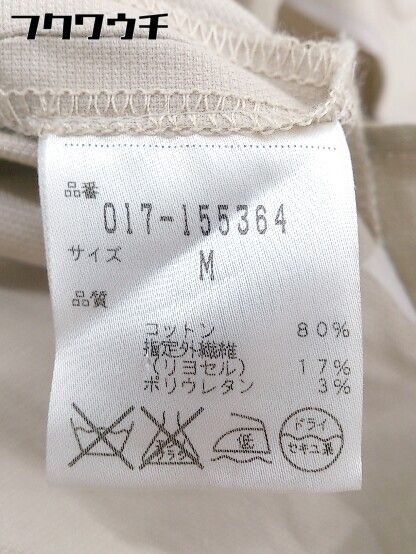 フクワウチ
品番
017-155364
サイズ
M
品質
コットン 80%
指定外繊維
(リヨセル) 17%
ポリウレタン 3%
低
ドライ
セキユ系